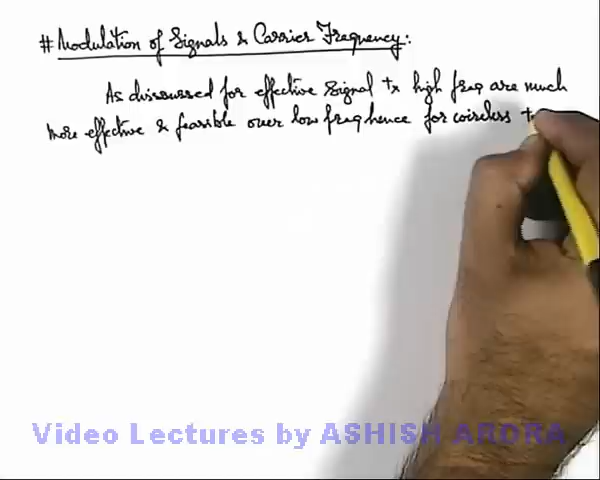 # Modulation of Signals & Carrier Frequency:
As disussed for effective signal tx high freq are much
more effective & feasible over low freq hence for wireless t
Video Lectures by ASHISH ARORA